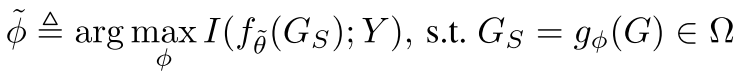 $\tilde{\phi} \triangleq \arg\max_{\phi} I(f_{\tilde{\theta}}(G_S); Y), \text{ s.t. } G_S = g_{\phi}(G) \in \Omega$